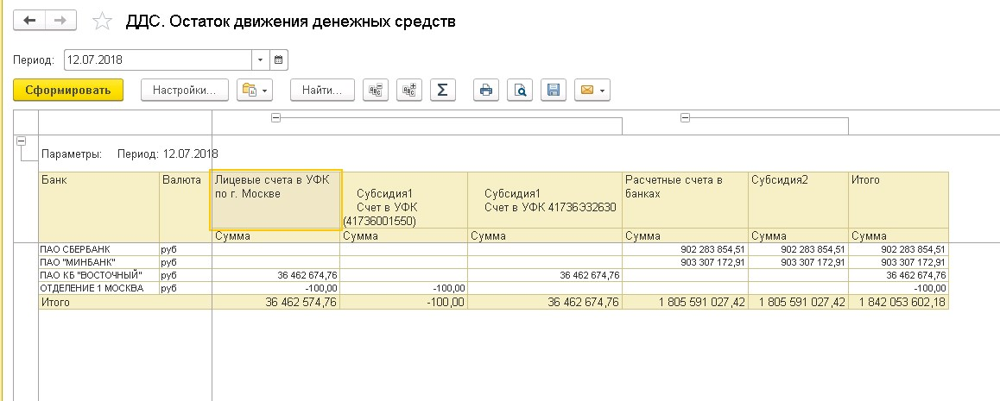 ДДС. Остаток движения денежных средств
Период: 12.07.2018
Сформировать Настройки... Найти...
Параметры: Период: 12.07.2018
Банк Валюта Лицевые счета в УФК по г. Москве Субсидия1 Счет в УФК (41736001550) Субсидия1 Счет в УФК 41736Э32630 Расчетные счета в банках Субсидия2 Итого
Сумма Сумма Сумма Сумма Сумма Сумма
ПАО СБЕРБАНК руб 902 283 854,51 902 283 854,51 902 283 854,51
ПАО "МИНБАНК" руб 903 307 172,91 903 307 172,91 903 307 172,91
ПАО КБ "ВОСТОЧНЫЙ" руб 36 462 674,76 36 462 674,76 36 462 674,76
ОТДЕЛЕНИЕ 1 МОСКВА руб -100,00 -100,00 -100,00
Итого 36 462 574,76 -100,00 36 462 674,76 1 805 591 027,42 1 805 591 027,42 1 842 053 602,18